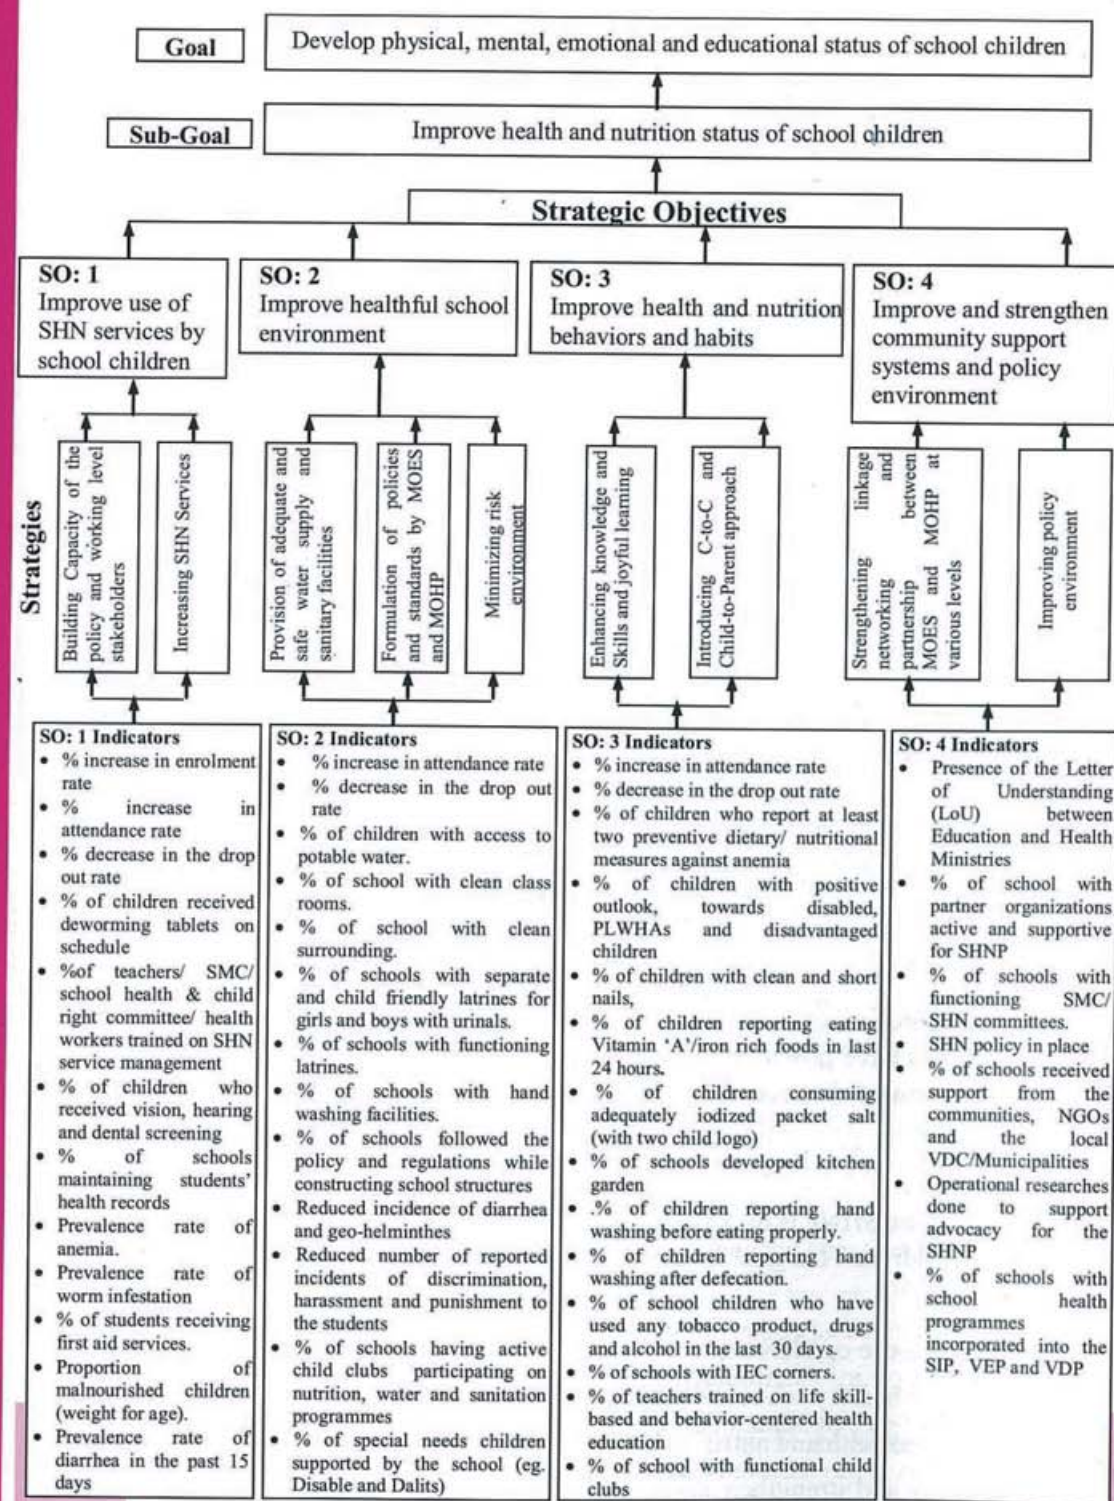 Goal
Develop physical, mental, emotional and educational status of school children
Sub-Goal
Improve health and nutrition status of school children
Strategic Objectives
SO: 1
Improve use of
SHN services by
school children
SO: 2
Improve healthful school
environment
SO: 3
Improve health and nutrition
behaviors and habits
SO: 4
Improve and strengthen
community support
systems and policy
environment
Strategies
Building Capacity of the
policy and working level
stakeholders
Increasing SHN Services
Provision of adequate and
safe water supply and
sanitary facilities
Formulation of policies
and standards by MOES
and MOHP
Minimizing risk
environment
Enhancing knowledge and
Skills and joyful learning
Introducing C-to-C and
Child-to-Parent approach
Strengthening linkage
networking and
partnership between
MOES and MOHP at
various levels
Improving policy
environment
SO: 1 Indicators
• % increase in enrolment
rate
• % increase in
attendance rate
• % decrease in the drop
out rate
• % of children received
deworming tablets on
schedule
• %of teachers/ SMC/
school health & child
right committee/ health
workers trained on SHN
service management
• % of children who
received vision, hearing
and dental screening
• % of schools
maintaining students'
health records
• Prevalence rate of
anemia.
• Prevalence rate of
worm infestation
• % of students receiving
first aid services.
• Proportion of
malnourished children
(weight for age).
• Prevalence rate of
diarrhea in the past 15
days
SO: 2 Indicators
• % increase in attendance rate
• % decrease in the drop out
rate
• % of children with access to
potable water.
• % of school with clean class
rooms.
• % of school with clean
surrounding.
• % of schools with separate
and child friendly latrines for
girls and boys with urinals.
• % of schools with functioning
latrines.
• % of schools with hand
washing facilities.
• % of schools followed the
policy and regulations while
constructing school structures
• Reduced incidence of diarrhea
and geo-helminthes
• Reduced number of reported
incidents of discrimination,
harassment and punishment to
the students
• % of schools having active
child clubs participating on
nutrition, water and sanitation
programmes
• % of special needs children
supported by the school (eg.
Disable and Dalits)
SO: 3 Indicators
• % increase in attendance rate
• % decrease in the drop out rate
• % of children who report at least
two preventive dietary/ nutritional
measures against anemia
• % of children with positive
outlook, towards disabled,
PLWHAs and disadvantaged
children
• % of children with clean and short
nails,
• % of children reporting eating
Vitamin 'A'/iron rich foods in last
24 hours.
• % of children consuming
adequately iodized packet salt
(with two child logo)
• % of schools developed kitchen
garden
• .% of children reporting hand
washing before eating properly.
• % of children reporting hand
washing after defecation.
• % of school children who have
used any tobacco product, drugs
and alcohol in the last 30 days.
• % of schools with IEC corners.
• % of teachers trained on life skill-
based and behavior-centered health
education
• % of school with functional child
clubs
SO: 4 Indicators
• Presence of the Letter
of Understanding
(LoU) between
Education and Health
Ministries
• % of school with
partner organizations
active and supportive
for SHNP
• % of schools with
functioning SMC/
SHN committees.
• SHN policy in place
• % of schools received
support from the
communities, NGOs
and the local
VDC/Municipalities
• Operational researches
done to support
advocacy for the
SHNP
• % of schools with
school health
programmes
incorporated into the
SIP, VEP and VDP